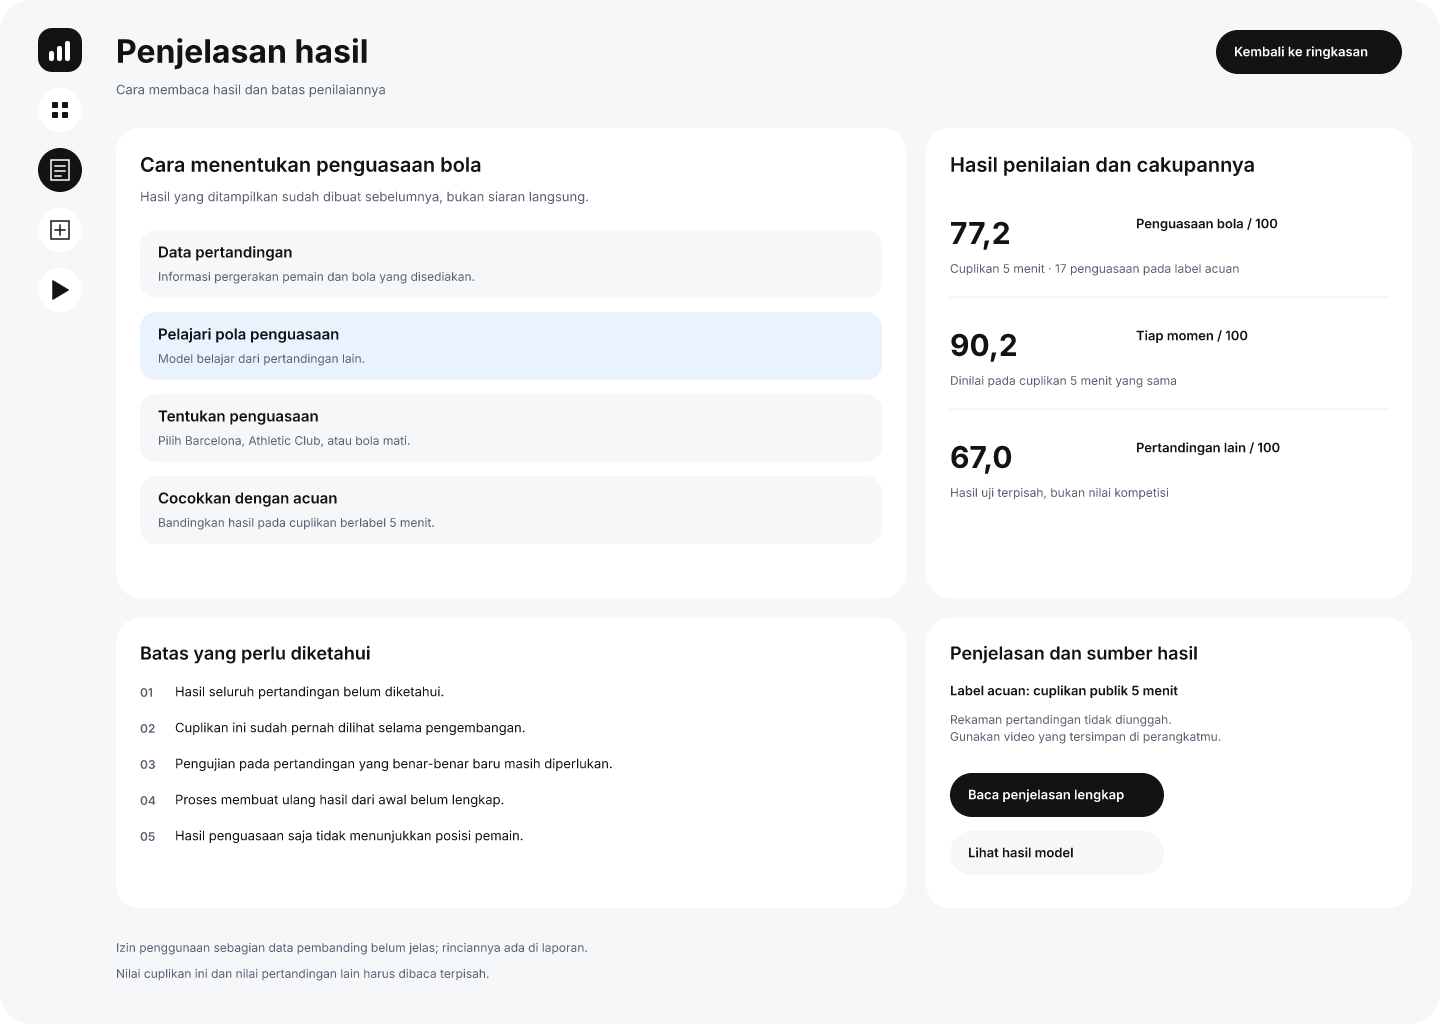 Penjelasan hasil
Kembali ke ringkasan
Cara membaca hasil dan batas penilaiannya
Cara menentukan penguasaan bola
Hasil yang ditampilkan sudah dibuat sebelumnya, bukan siaran langsung.
Data pertandingan
Informasi pergerakan pemain dan bola yang disediakan.
Pelajari pola penguasaan
Model belajar dari pertandingan lain.
Tentukan penguasaan
Pilih Barcelona, Athletic Club, atau bola mati.
Cocokkan dengan acuan
Bandingkan hasil pada cuplikan berlabel 5 menit.
Hasil penilaian dan cakupannya
77,2
Penguasaan bola / 100
Cuplikan 5 menit · 17 penguasaan pada label acuan
90,2
Tiap momen / 100
Dinilai pada cuplikan 5 menit yang sama
67,0
Pertandingan lain / 100
Hasil uji terpisah, bukan nilai kompetisi
Batas yang perlu diketahui
01 Hasil seluruh pertandingan belum diketahui.
02 Cuplikan ini sudah pernah dilihat selama pengembangan.
03 Pengujian pada pertandingan yang benar-benar baru masih diperlukan.
04 Proses membuat ulang hasil dari awal belum lengkap.
05 Hasil penguasaan saja tidak menunjukkan posisi pemain.
Penjelasan dan sumber hasil
Label acuan: cuplikan publik 5 menit
Rekaman pertandingan tidak diunggah.
Gunakan video yang tersimpan di perangkatmu.
Baca penjelasan lengkap
Lihat hasil model
Izin penggunaan sebagian data pembanding belum jelas; rinciannya ada di laporan.
Nilai cuplikan ini dan nilai pertandingan lain harus dibaca terpisah.